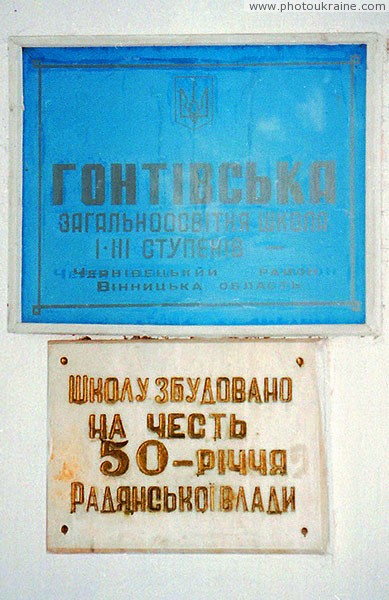 www.photoukraine.com
ГОНТІВСЬКА
ЗАГАЛЬНООСВІТНЯ ШКОЛА
І-ІІІ СТУПЕНІВ
ЧЕРНІВЕЦЬКИЙ РАЙОН
ВІННИЦЬКА ОБЛАСТЬ
ШКОЛУ ЗБУДОВАНО
НА ЧЕСТЬ
50-РІЧЧЯ
РАДЯНСЬКОЇ ВЛАДИ